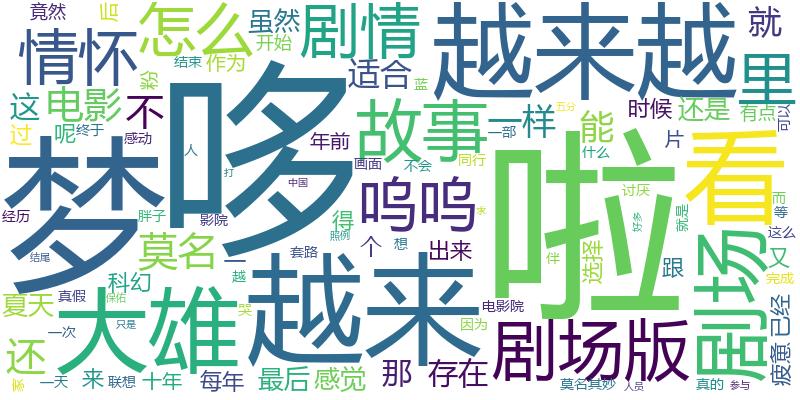 竟然
后
虽然
怎么
剧情
越来越
就
情怀
开始
结束
作为
适合
蓝
粉
里
这
电影
不
故事
一样
能
时候
还是
有点
可以
过
呢
终于
感动
年前
一部
五分
片
看
梦
哆
啦
人
打
画面
不会
同行
什么
中国
呜呜
讨厌
而
等
经历
胖子
影院
得
求
好多
就是
这么
莫名
照例
个
想
出来
伴
选择
跟
剧场
又
结尾
一
套路
越
完成
真假
科幻
保佑
夏天
大雄
哭
越来
电影院
剧场版
已经
疲惫
一次
只是
因为
还
家
一天
来
联想
十年
每年
最后
感觉
那
存在
莫名其妙
人员
真的
参与